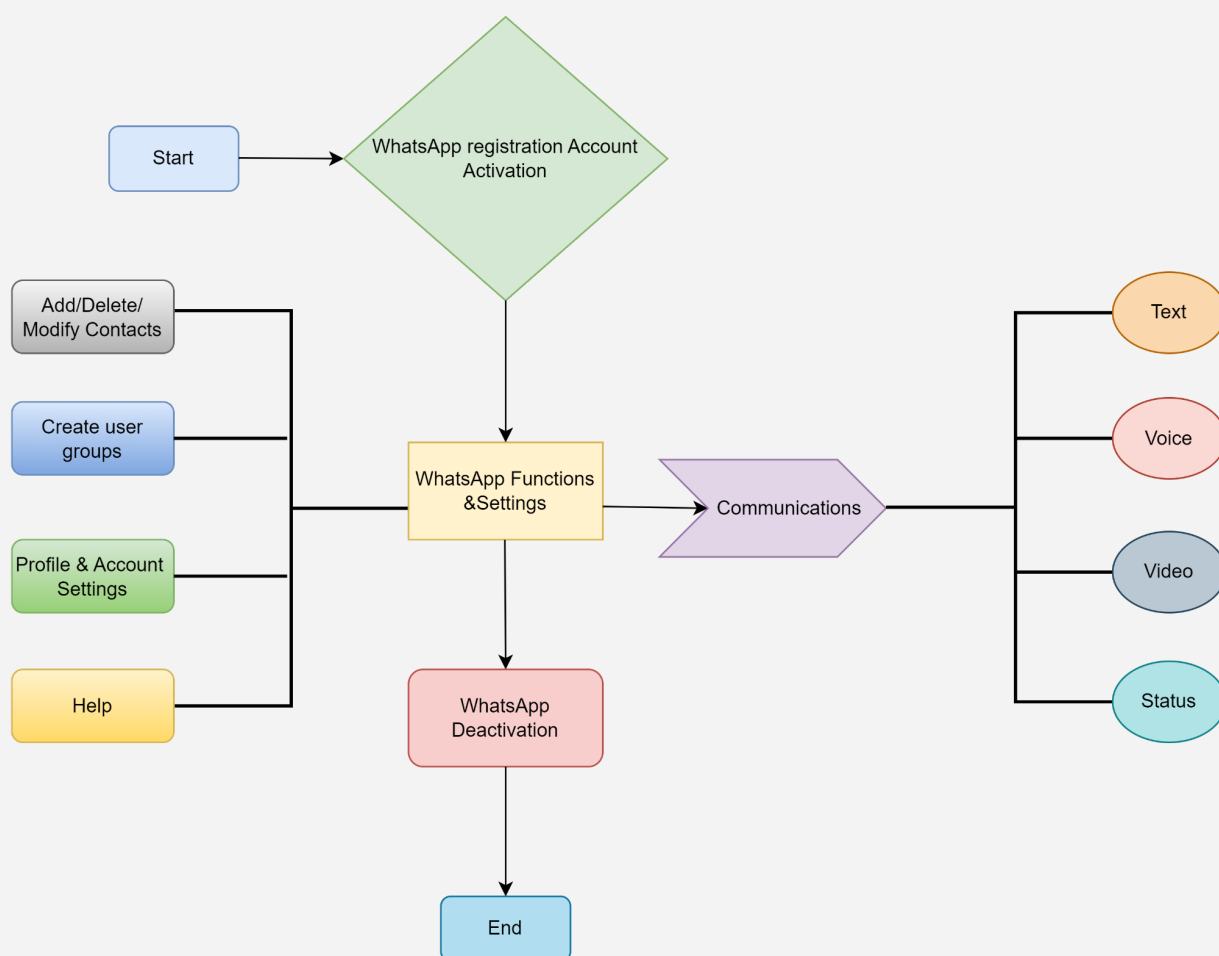 Start
WhatsApp registration Account
Activation
Add/Delete/
Modify Contacts
Create user
groups
Profile & Account
Settings
Help
WhatsApp Functions
&Settings
Communications
Text
Voice
Video
Status
WhatsApp
Deactivation
End